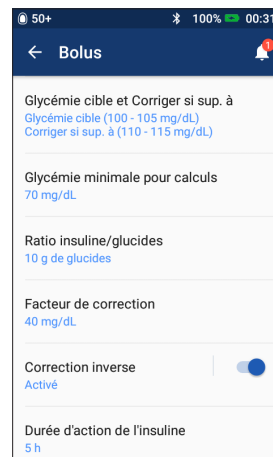 50+ 100% 00:31
Bolus
1
Glycémie cible et Corriger si sup. à
Glycémie cible (100 - 105 mg/dL)
Corriger si sup. à (110 - 115 mg/dL)
Glycémie minimale pour calculs
70 mg/dL
Ratio insuline/glucides
10 g de glucides
Facteur de correction
40 mg/dL
Correction inverse
Activé
Durée d'action de l'insuline
5 h